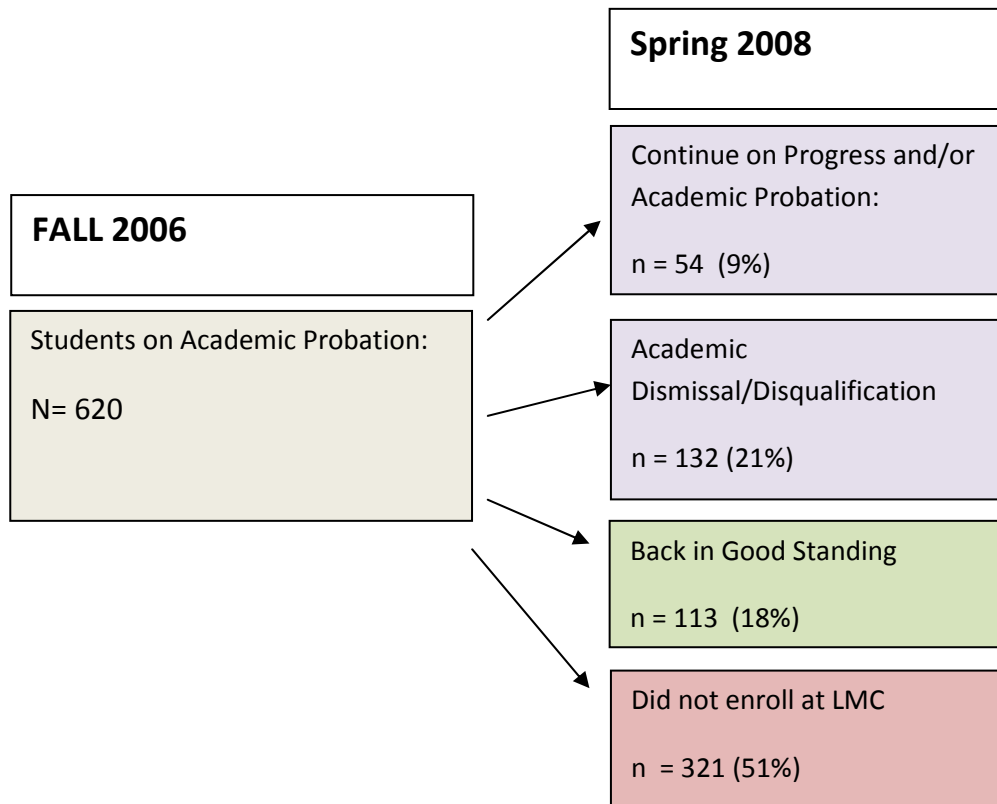 FALL 2006
Students on Academic Probation:
N= 620
Spring 2008
Continue on Progress and/or
Academic Probation:
n = 54 (9%)
Academic
Dismissal/Disqualification
n = 132 (21%)
Back in Good Standing
n = 113 (18%)
Did not enroll at LMC
n = 321 (51%)